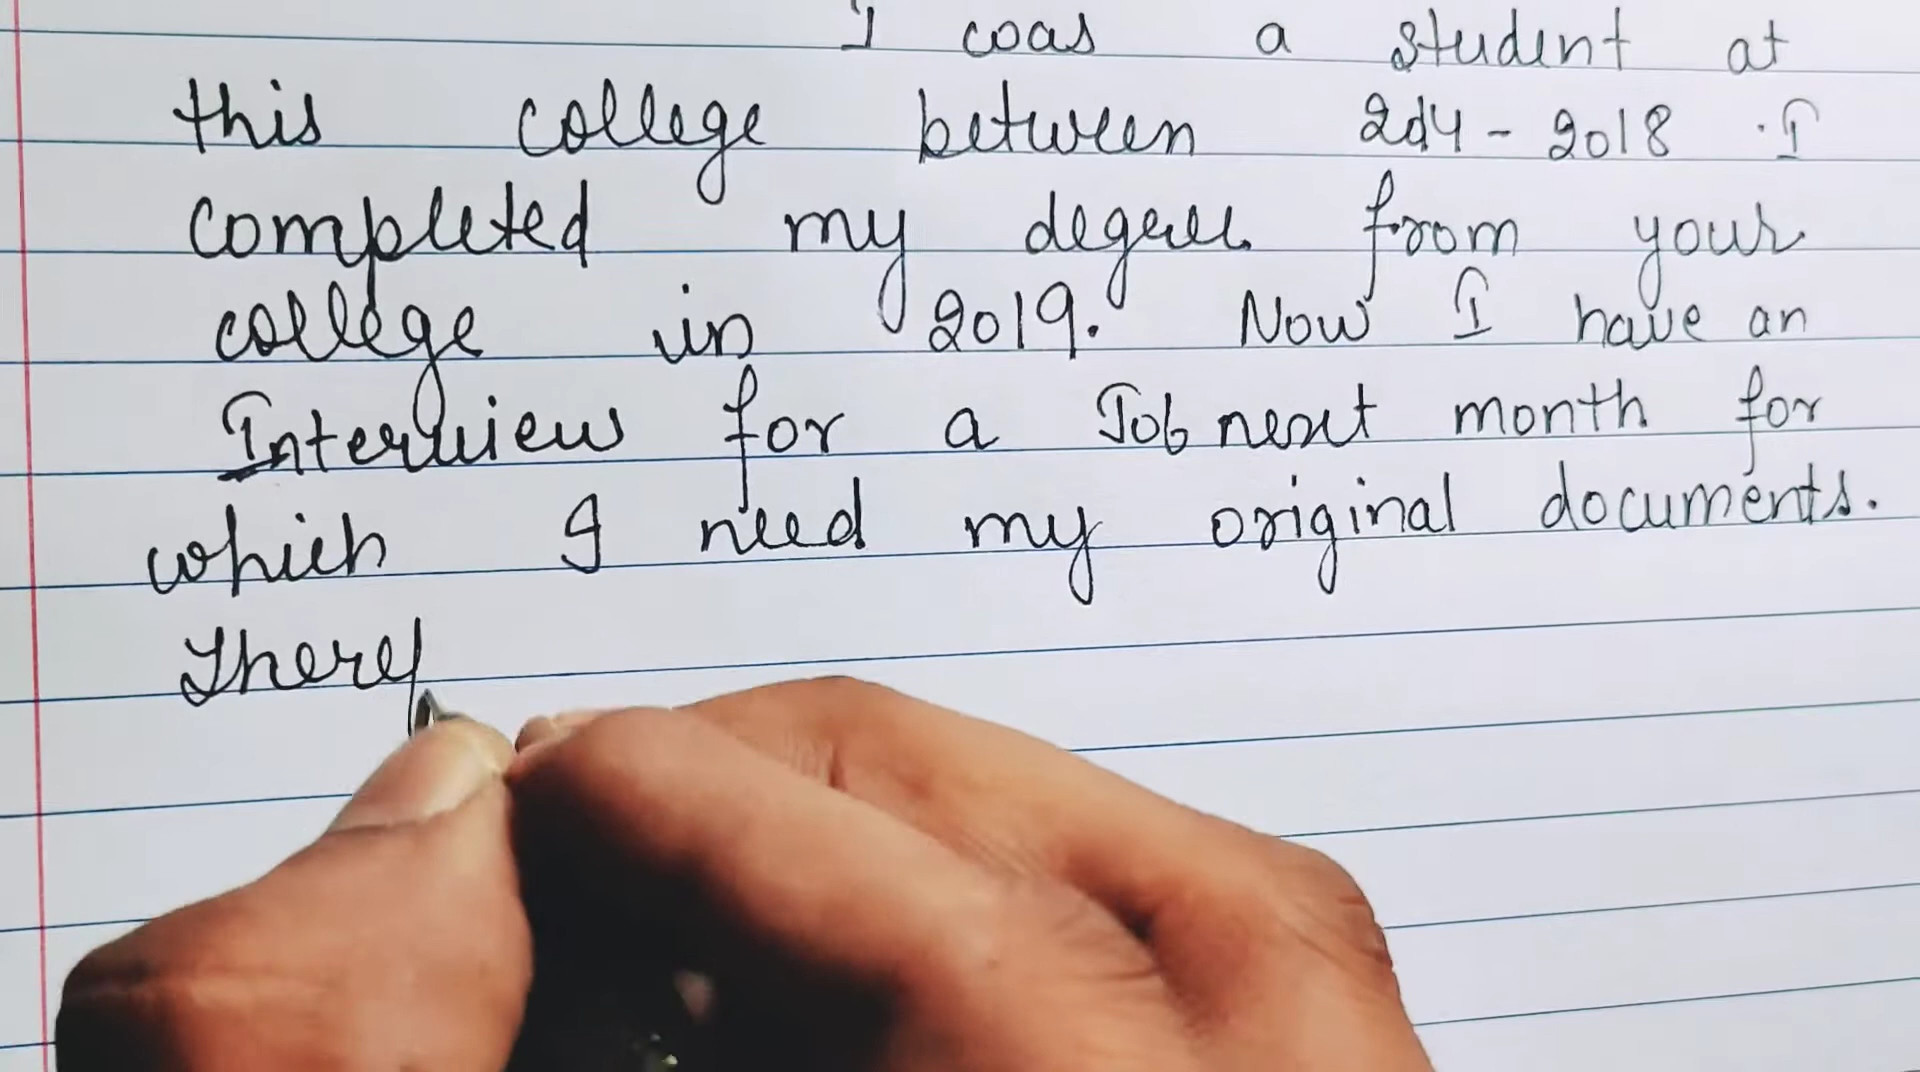 I was a student at
this college between 2014 - 2018 . I
completed my degree from your
college in 2019. Now I have an
Interview for a Job next month for
which I need my original documents.
Theref